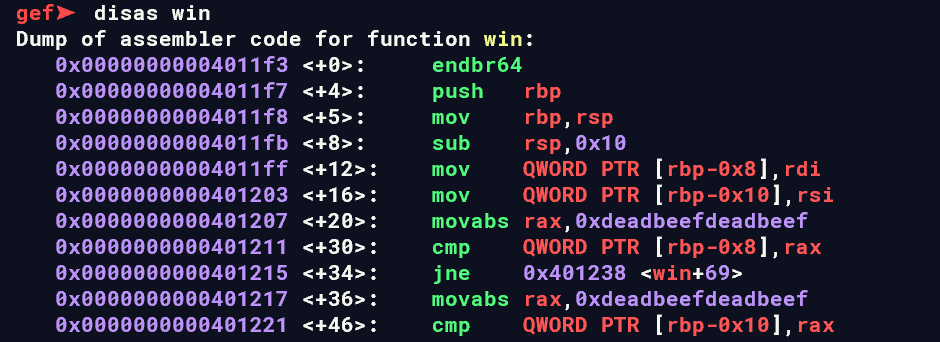 gef➤ disas win
Dump of assembler code for function win:
0x00000000004011f3 <+0>: endbr64
0x00000000004011f7 <+4>: push rbp
0x00000000004011f8 <+5>: mov rbp,rsp
0x00000000004011fb <+8>: sub rsp,0x10
0x00000000004011ff <+12>: mov QWORD PTR [rbp-0x8],rdi
0x0000000000401203 <+16>: mov QWORD PTR [rbp-0x10],rsi
0x0000000000401207 <+20>: movabs rax,0xdeadbeefdeadbeef
0x0000000000401211 <+30>: cmp QWORD PTR [rbp-0x8],rax
0x0000000000401215 <+34>: jne 0x401238 <win+69>
0x0000000000401217 <+36>: movabs rax,0xdeadbeefdeadbeef
0x0000000000401221 <+46>: cmp QWORD PTR [rbp-0x10],rax